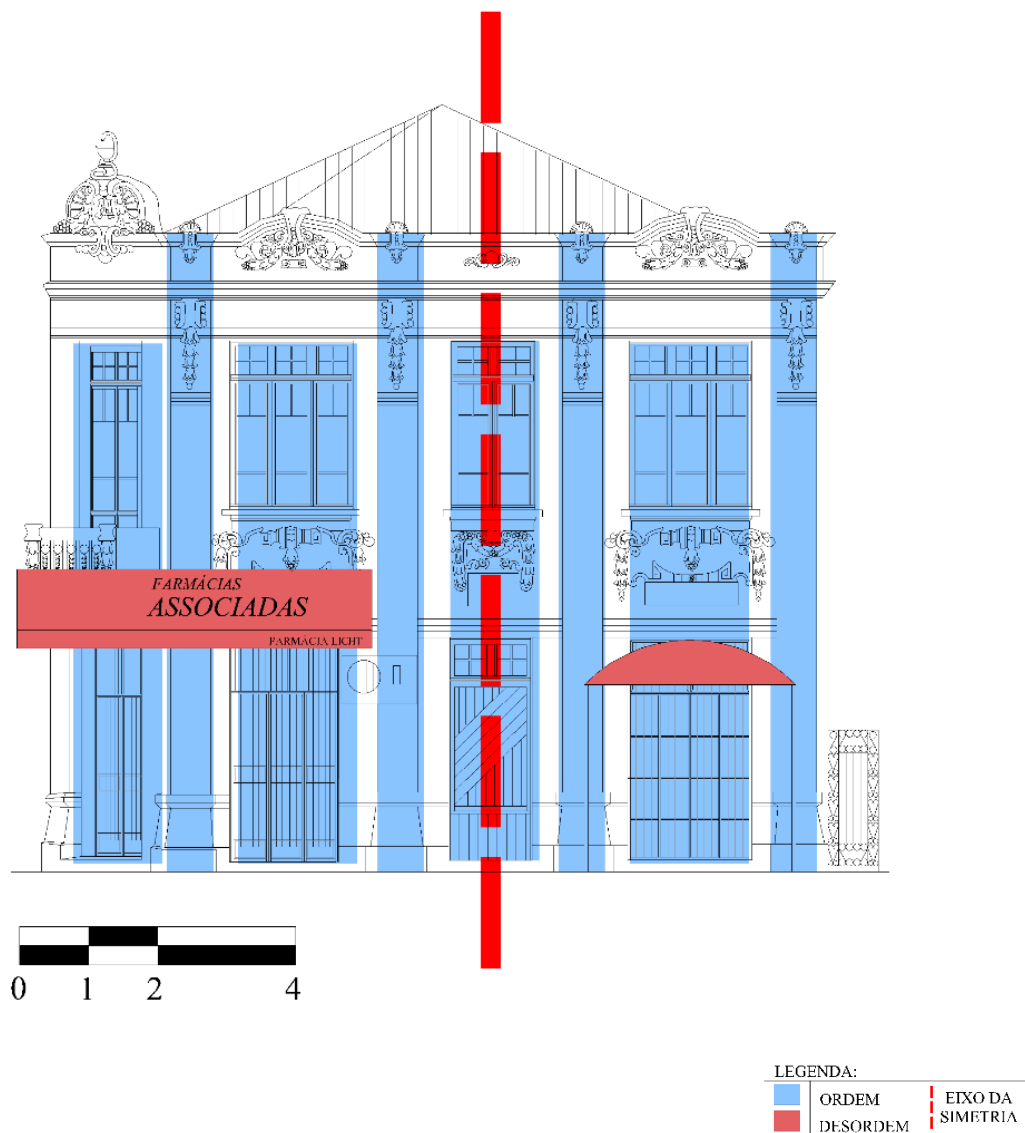 FARMÁCIAS
ASSOCIADAS
FARMÁCIA LICHT
0 1 2 4
LEGENDA:
ORDEM
DESORDEM
EIXO DA
SIMETRIA